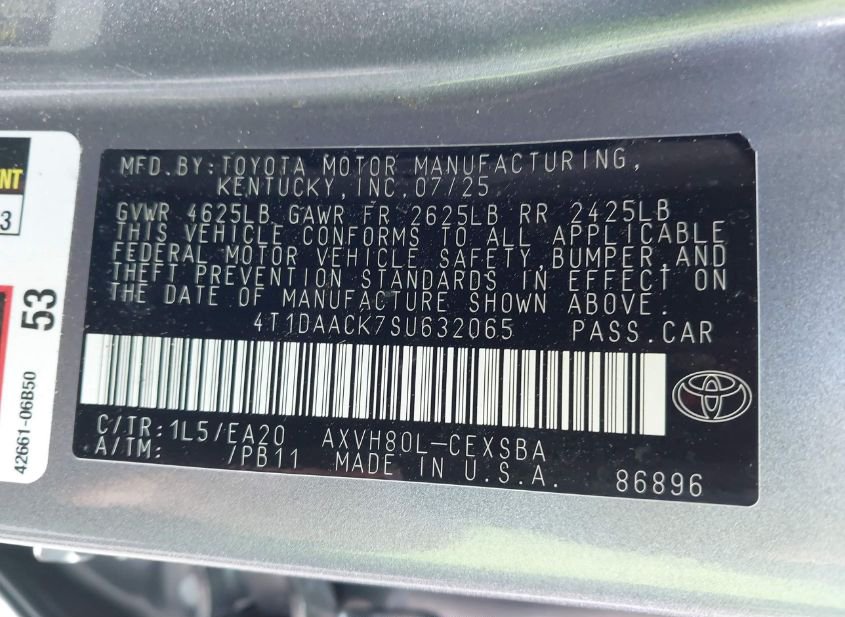 MFD.BY:TOYOTA MOTOR MANUFACTURING,
KENTUCKY,INC,07/25
GVWR 4625LB GAWR FR 2625LB RR 2425LB
THIS VEHICLE CONFORMS TO ALL APPLICABLE
FEDERAL MOTOR VEHICLE SAFETY,BUMPER,AND
THEFT PREVENTION STANDARDS IN EFFECT ON
THE DATE OF MANUFACTURE SHOWN ABOVE.
4T1DAACK7SU632065 PASS.CAR
C/TR:1L5/EA20 AXVH80L-CEXSBA
A/TM: /PB11 MADE IN U.S.A. 86896
NT
3
53
42661-06B50